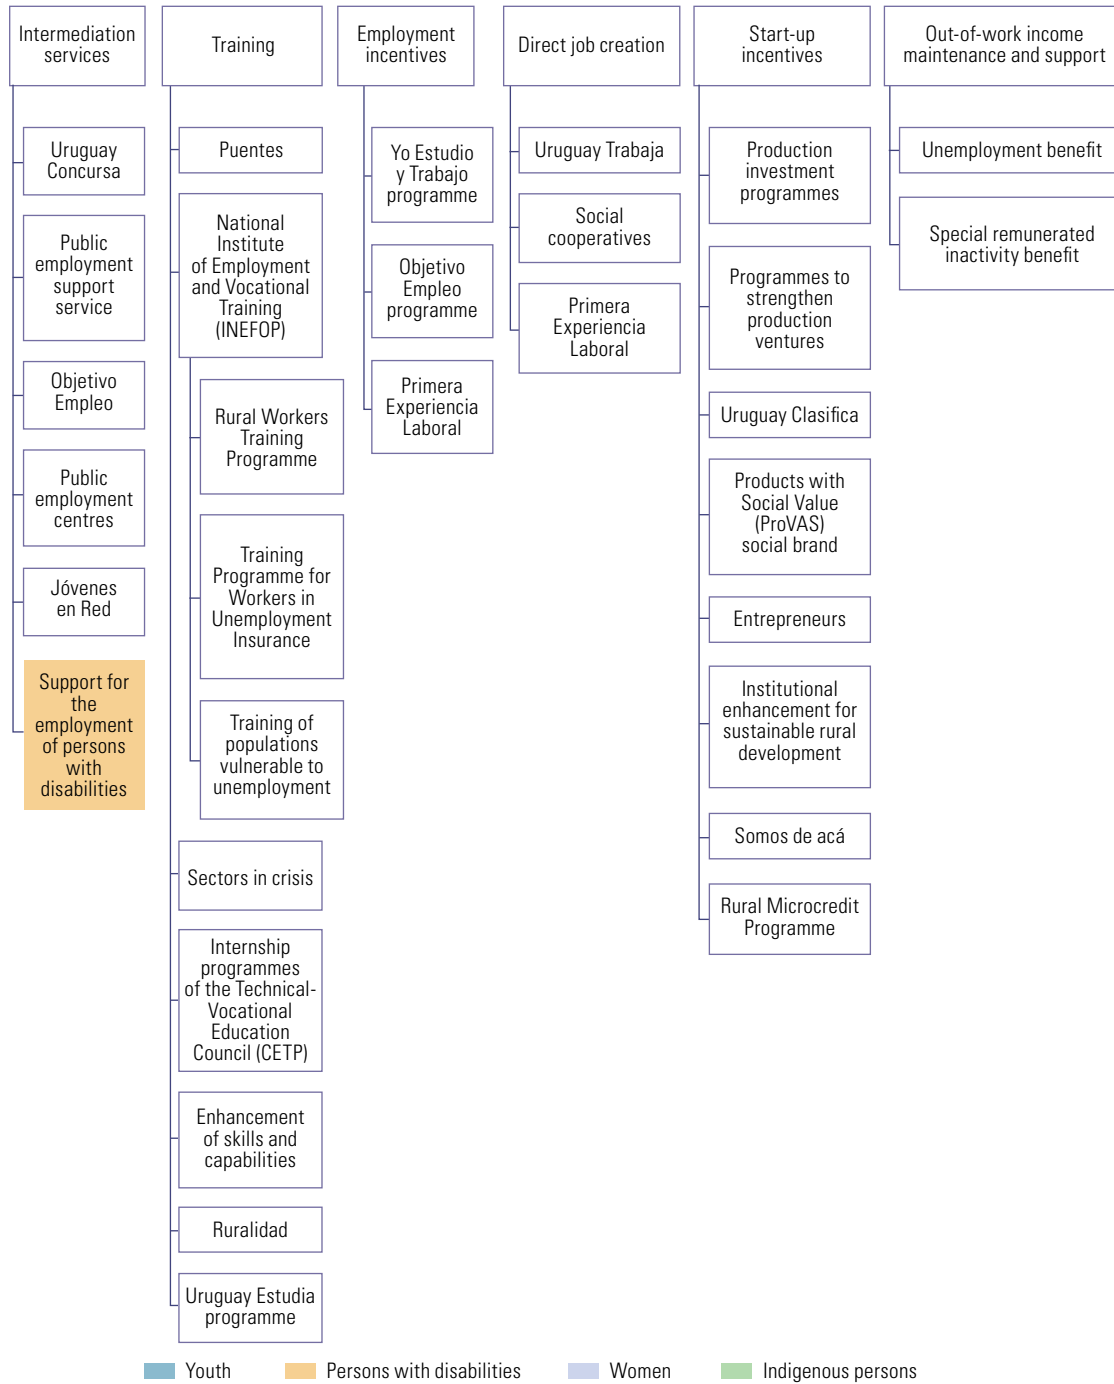 Intermediation
services
Uruguay
Concursa
Public
employment
support
service
Objetivo
Empleo
Public
employment
centres
Jóvenes
en Red
Support for
the
employment
of persons
with
disabilities
Training
Puentes
National
Institute
of Employment
and Vocational
Training
(INEFOP)
Rural Workers
Training
Programme
Training
Programme for
Workers in
Unemployment
Insurance
Training of
populations
vulnerable to
unemployment
Sectors in crisis
Internship
programmes
of the Technical-
Vocational
Education
Council (CETP)
Enhancement
of skills and
capabilities
Ruralidad
Uruguay Estudia
programme
Employment
incentives
Yo Estudio
y Trabajo
programme
Objetivo
Empleo
programme
Primera
Experiencia
Laboral
Direct job creation
Uruguay Trabaja
Social
cooperatives
Primera
Experiencia
Laboral
Start-up
incentives
Production
investment
programmes
Programmes to
strengthen
production
ventures
Uruguay Clasifica
Products with
Social Value
(ProVAS)
social brand
Entrepreneurs
Institutional
enhancement for
sustainable rural
development
Somos de acá
Rural Microcredit
Programme
Out-of-work income
maintenance and support
Unemployment benefit
Special remunerated
inactivity benefit
Youth
Persons with disabilities
Women
Indigenous persons